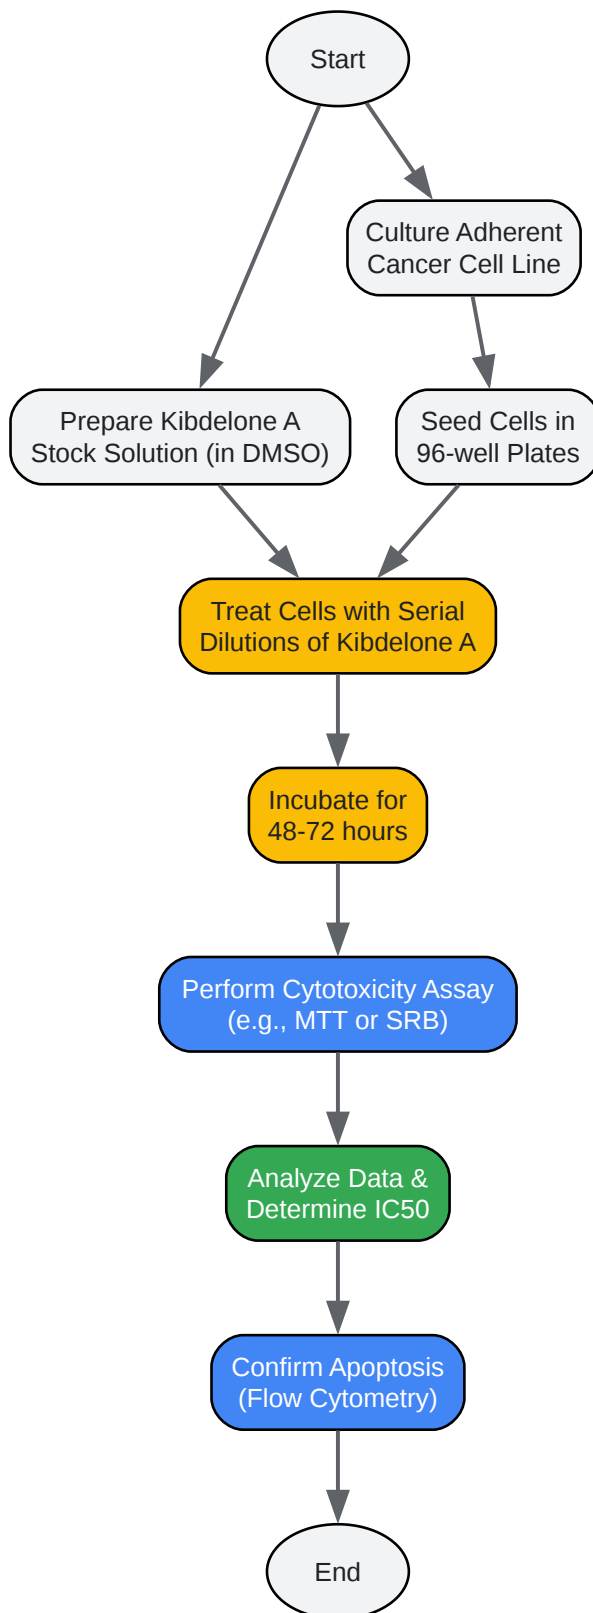 Start
Culture Adherent
Cancer Cell Line
Prepare Kibdelone A
Stock Solution (in DMSO)
Seed Cells in
96-well Plates
Treat Cells with Serial
Dilutions of Kibdelone A
Incubate for
48-72 hours
Perform Cytotoxicity Assay
(e.g., MTT or SRB)
Analyze Data &
Determine IC50
Confirm Apoptosis
(Flow Cytometry)
End